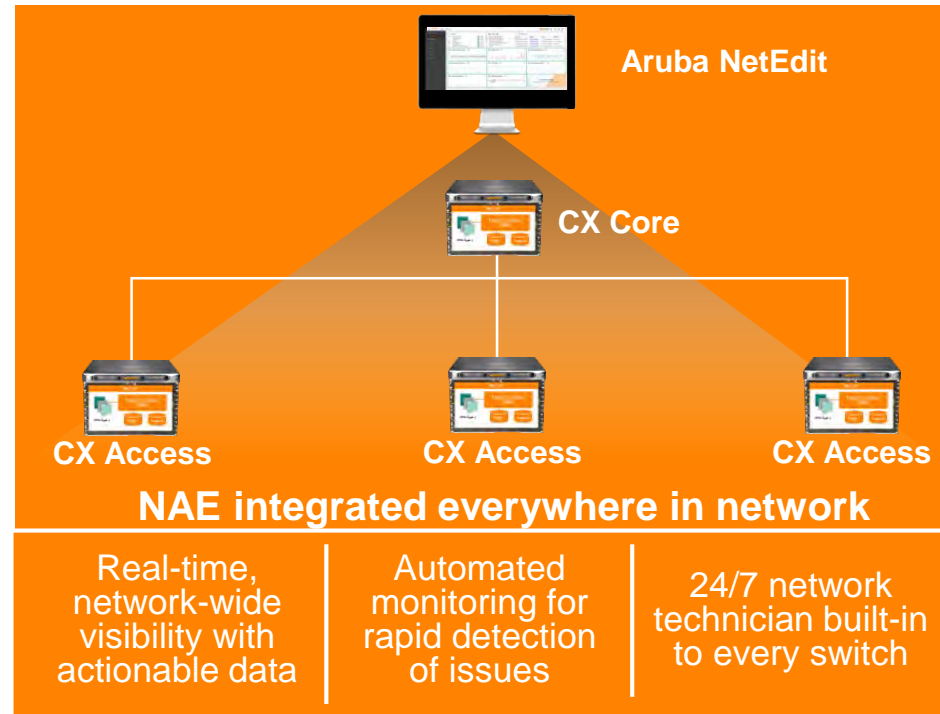 Aruba NetEdit
CX Core
CX Access
CX Access
CX Access
NAE integrated everywhere in network
Real-time,
network-wide
visibility with
actionable data
Automated
monitoring for
rapid detection
of issues
24/7 network
technician built-in
to every switch